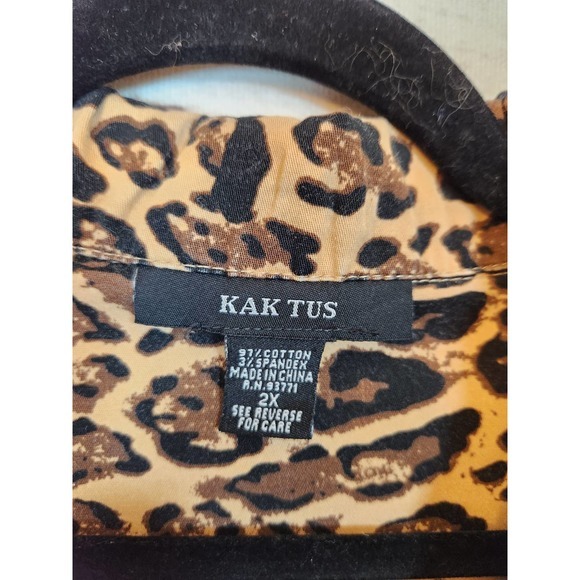 KAK TUS
97% COTTON
3% SPANDEX
MADE IN CHINA
R.N. 93771
2X
SEE REVERSE
FOR CARE